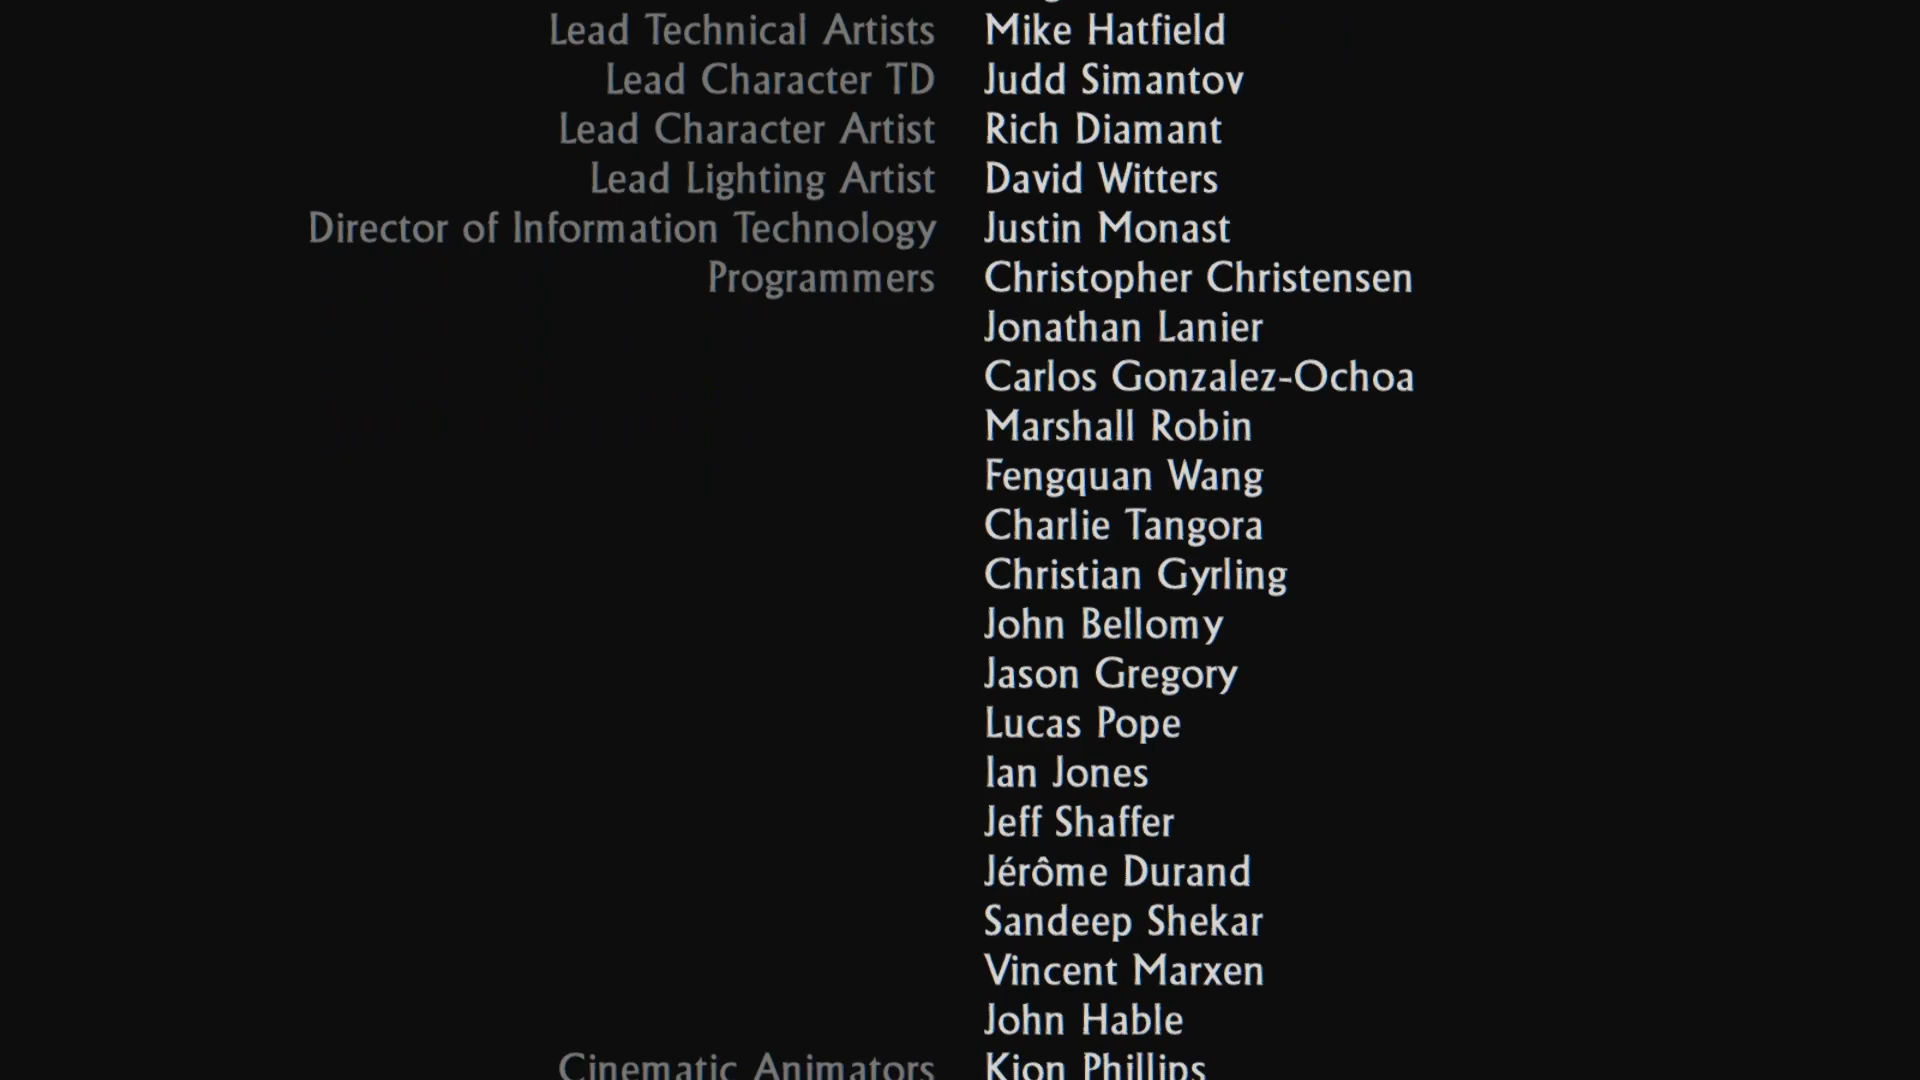 Lead Technical Artists Mike Hatfield
Lead Character TD Judd Simantov
Lead Character Artist Rich Diamant
Lead Lighting Artist David Witters
Director of Information Technology Justin Monast
Programmers Christopher Christensen
Jonathan Lanier
Carlos Gonzalez-Ochoa
Marshall Robin
Fengquan Wang
Charlie Tangora
Christian Gyrling
John Bellomy
Jason Gregory
Lucas Pope
Ian Jones
Jeff Shaffer
Jérôme Durand
Sandeep Shekar
Vincent Marxen
John Hable
Cinematic Animators Kion Phillips